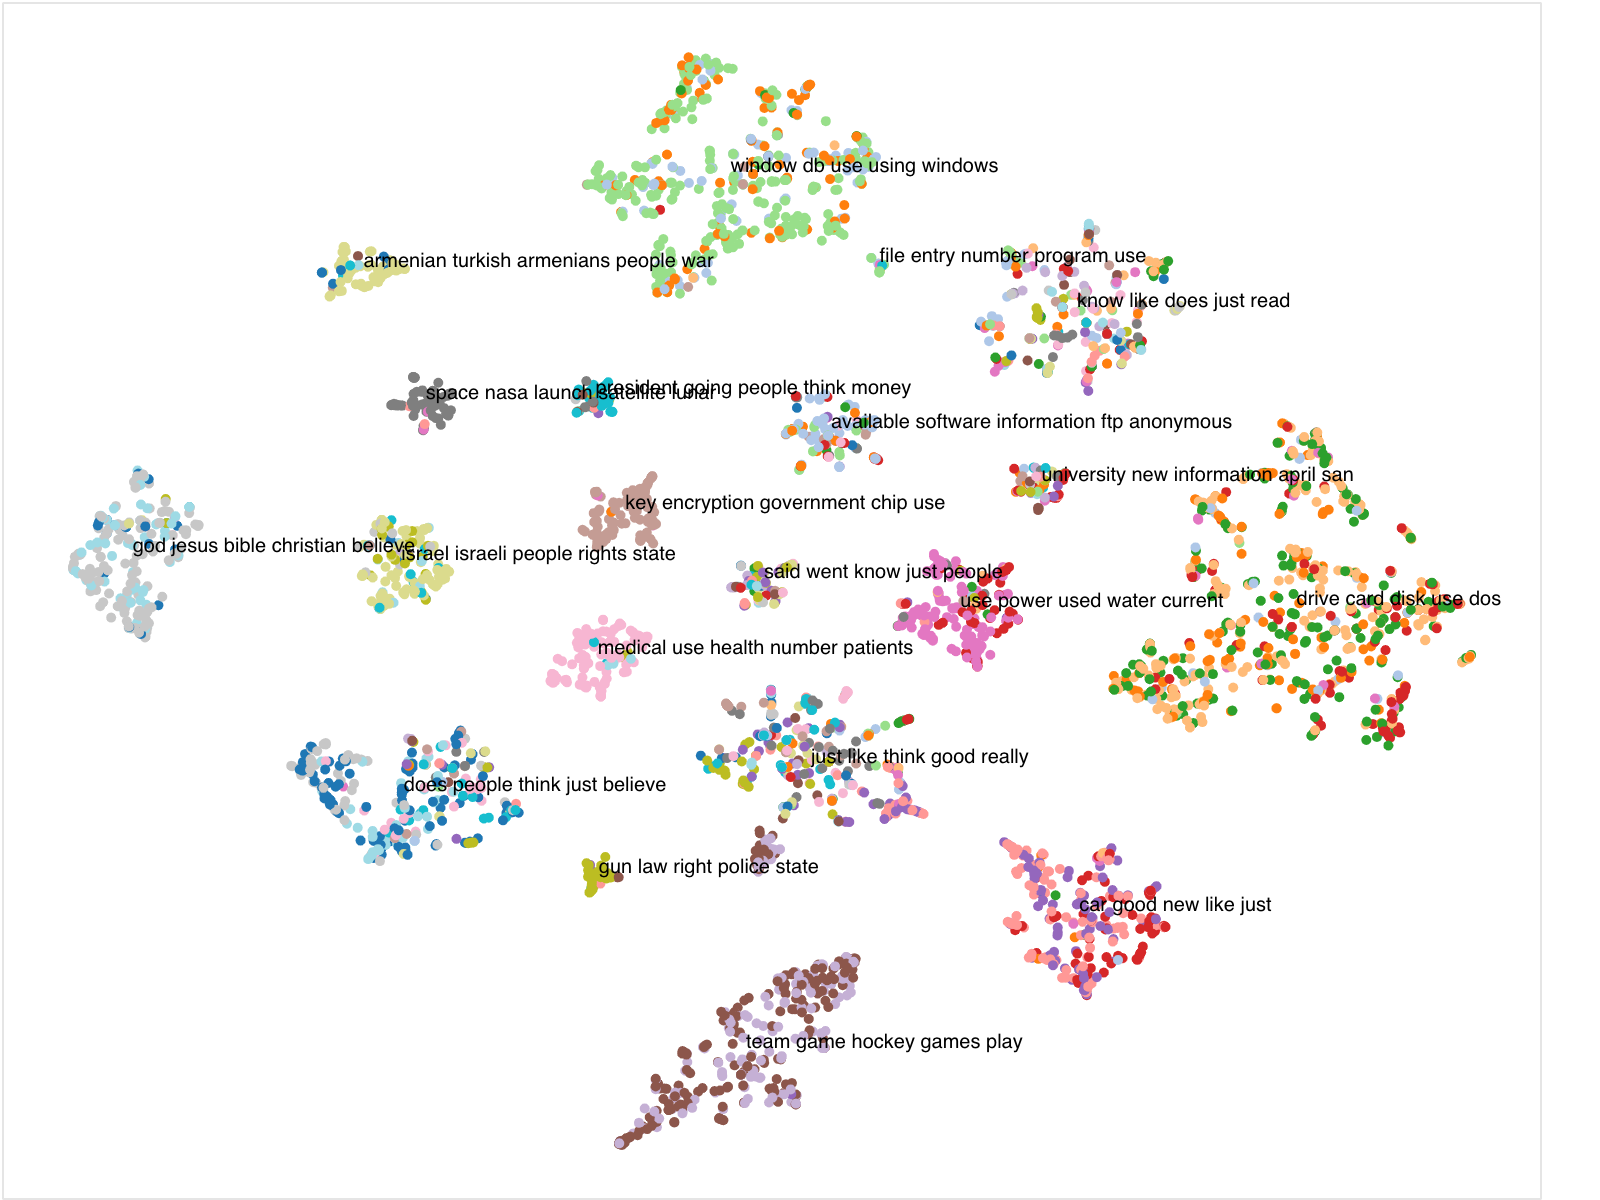 window db use using windows
file entry number program use
armenian turkish armenians people war
know like does just read
president going people think money
space nasa launch satellite lunar
available software information ftp anonymous
university new information april san
key encryption government chip use
god jesus bible christian believe
israel israeli people rights state
said went know just people
use power used water current
drive card disk use dos
medical use health number patients
just like think good really
does people think just believe
gun law right police state
car good new like just
team game hockey games play